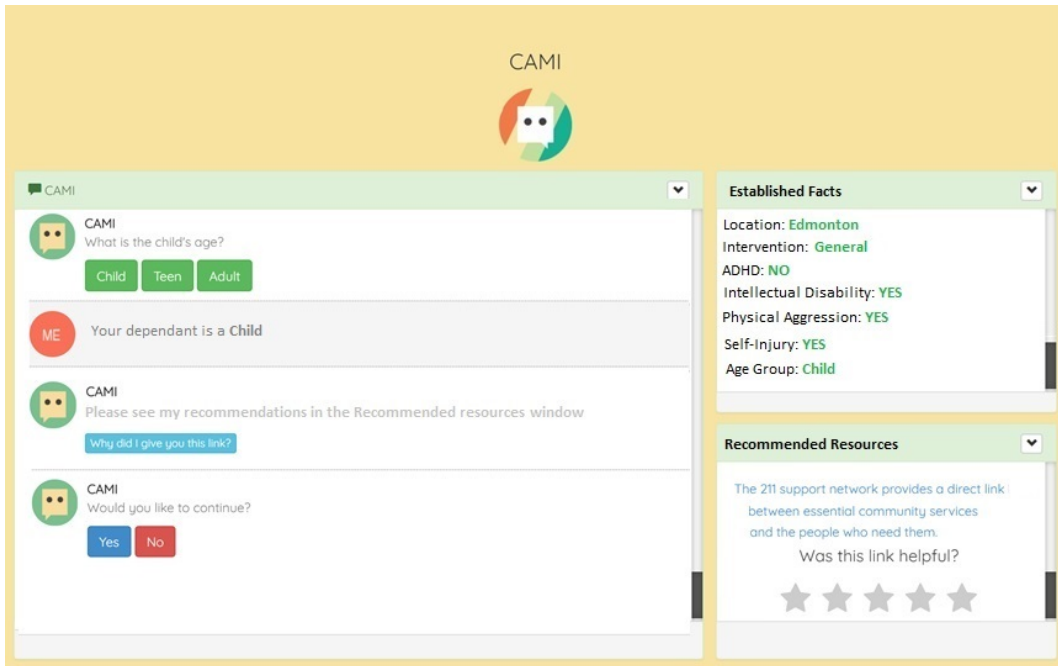 CAMI
CAMI
CAMI
What is the child's age?
Child Teen Adult
ME
Your dependant is a Child
CAMI
Please see my recommendations in the Recommended resources window
Why did I give you this link?
CAMI
Would you like to continue?
Yes No
Established Facts
Location: Edmonton
Intervention: General
ADHD: NO
Intellectual Disability: YES
Physical Aggression: YES
Self-Injury: YES
Age Group: Child
Recommended Resources
The 211 support network provides a direct link
between essential community services
and the people who need them.
Was this link helpful?